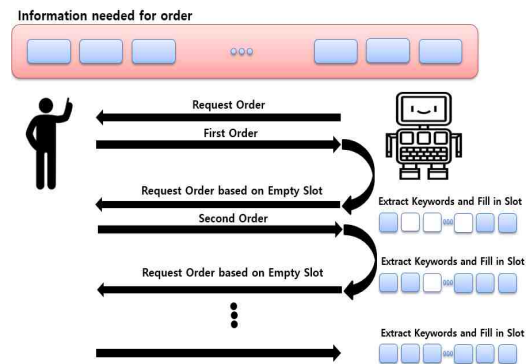 Information needed for order
Request Order
First Order
Request Order based on Empty Slot
Extract Keywords and Fill in Slot
Second Order
Extract Keywords and Fill in Slot
Request Order based on Empty Slot
Extract Keywords and Fill in Slot